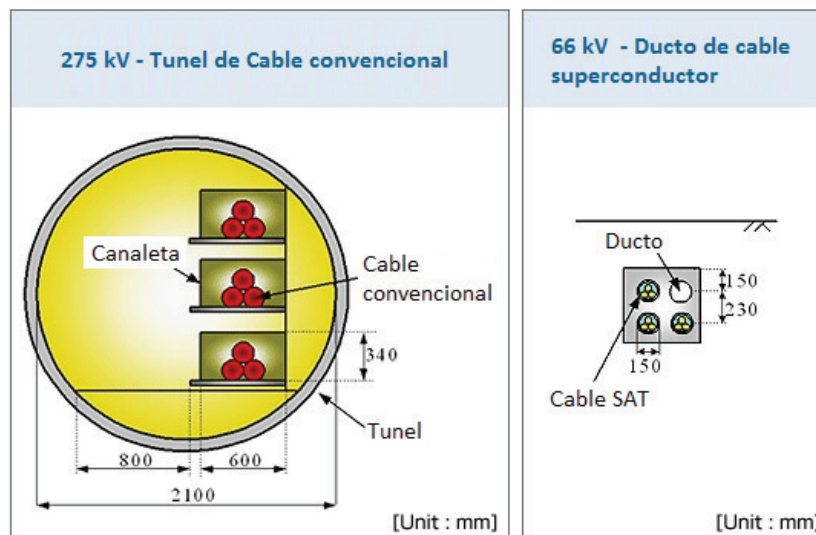 275 kV - Tunel de Cable convencional
Canaleta
Cable
convencional
340
Tunel
800
600
2100
[Unit : mm]
66 kV - Ducto de cable
superconductor
Ducto
150
230
150
Cable SAT
[Unit : mm]